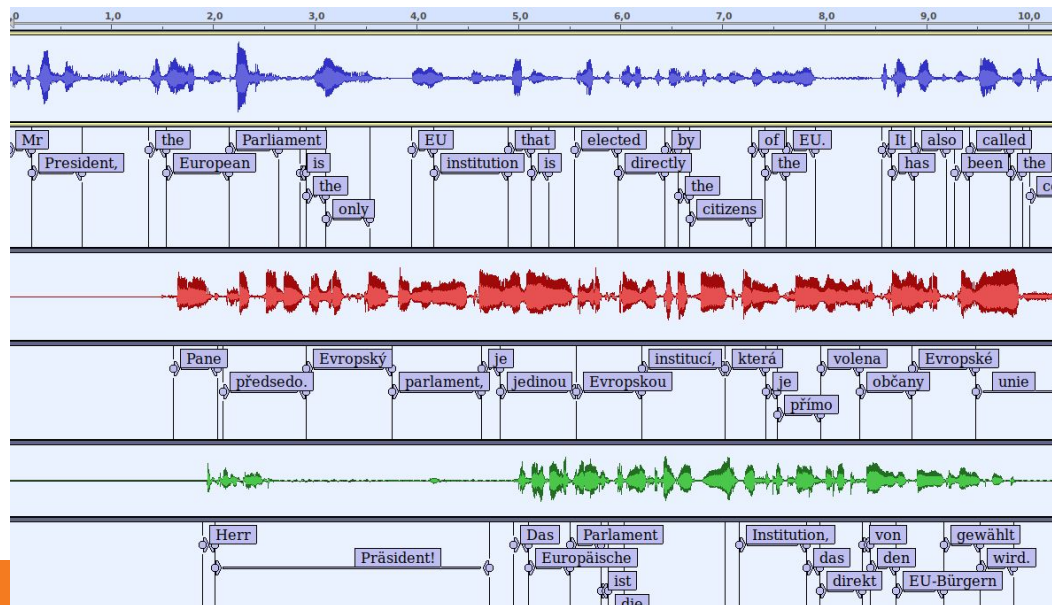 ,0 1,0 2,0 3,0 4,0 5,0 6,0 7,0 8,0 9,0 10,0
Mr the Parliament EU that elected by of EU. It also called
President, European is institution is directly the the has been the
the citizens
only
Pane Evropský je institucí, která volena Evropské
předsedo. parlament, jedinou Evropskou je občany unie
přímo
Herr Das Parliament Institution, von gewählt
Präsident! Europäische das den wird.
ist direkt EU-Bürgern
die